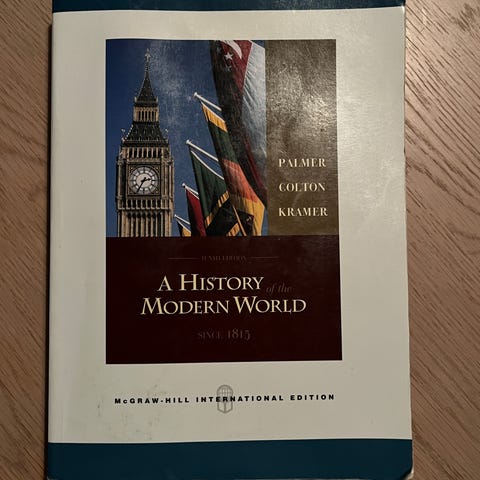 PALMER
COLTON
KRAMER
TENTH EDITION
A HISTORY of the
MODERN WORLD
SINCE 1815
MCGRAW-HILL INTERNATIONAL EDITION